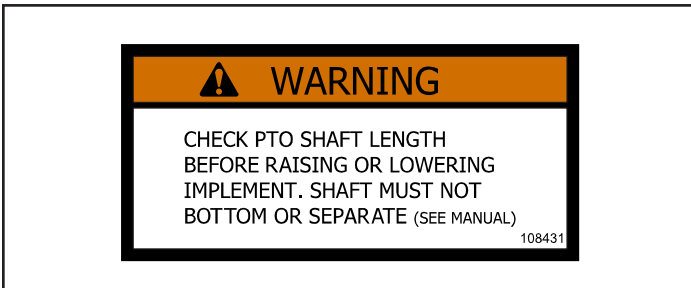 WARNING
CHECK PTO SHAFT LENGTH
BEFORE RAISING OR LOWERING
IMPLEMENT. SHAFT MUST NOT
BOTTOM OR SEPARATE (SEE MANUAL)
108431